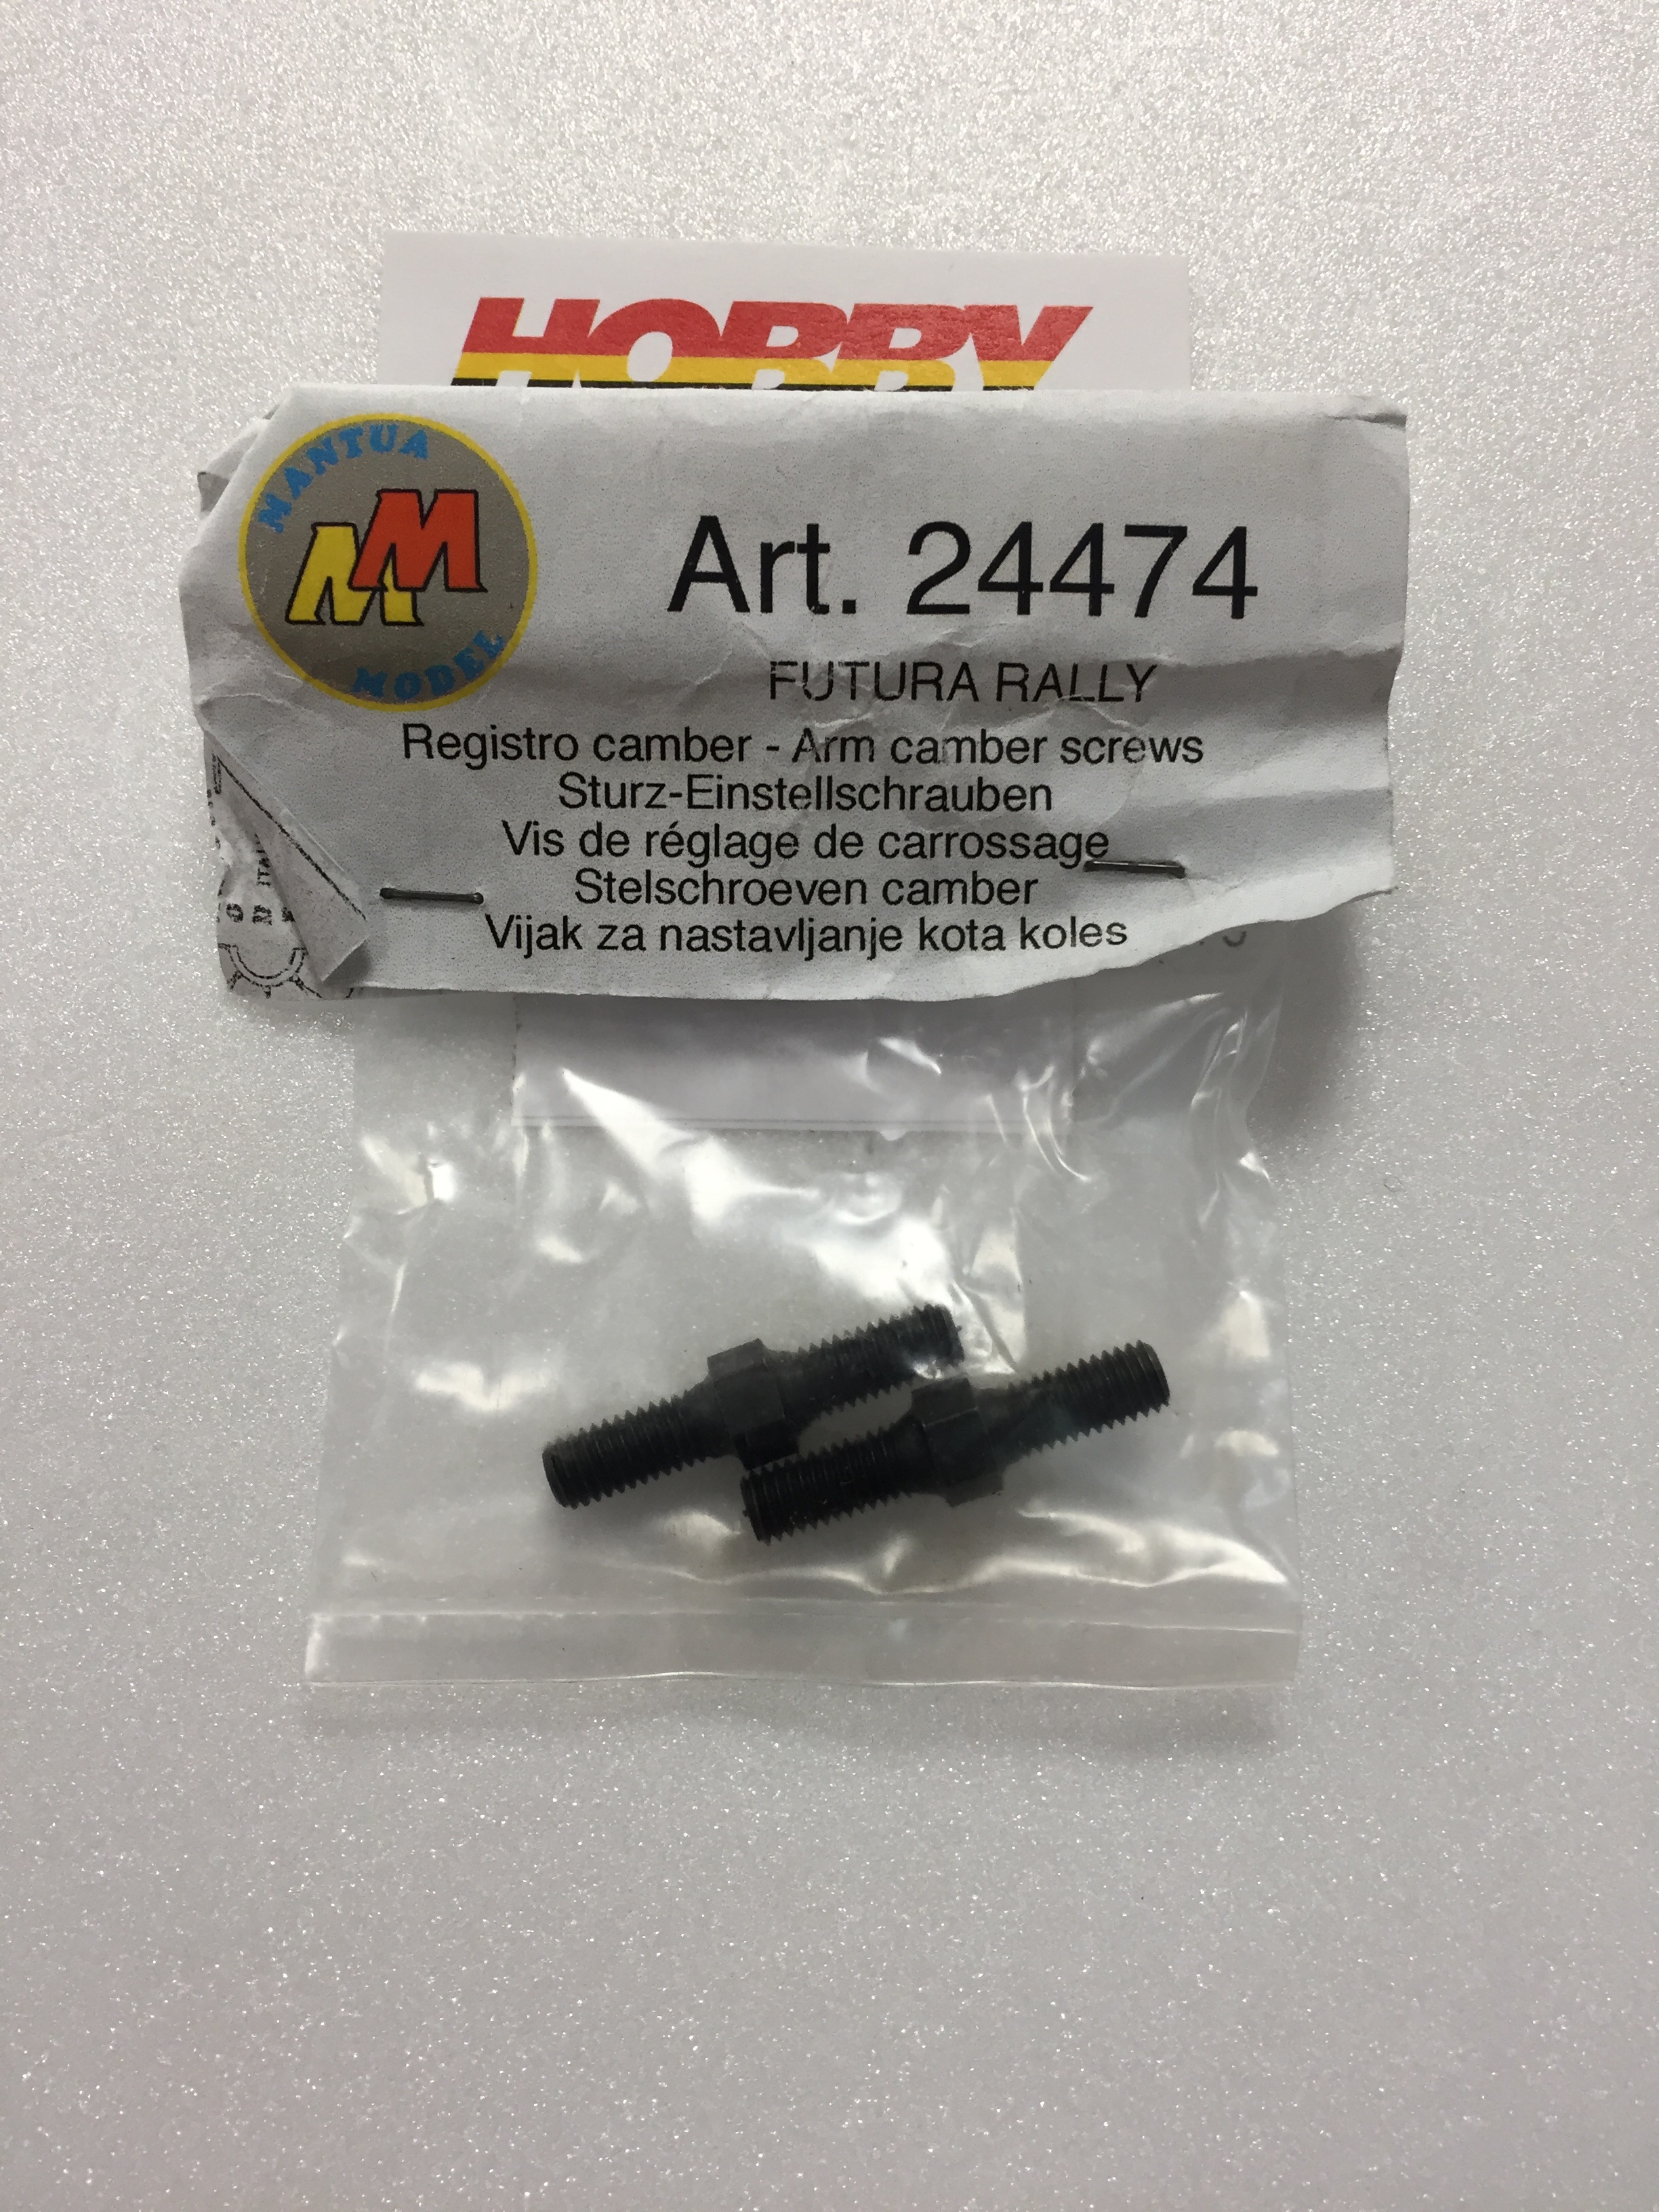 HOBBY
MANTUA
MM
MODEL
Art. 24474
FUTURA RALLY
Registro camber - Arm camber screws
Sturz-Einstellschrauben
Vis de réglage de carrossage
Stelschroeven camber
Vijak za nastavljanje kota koles